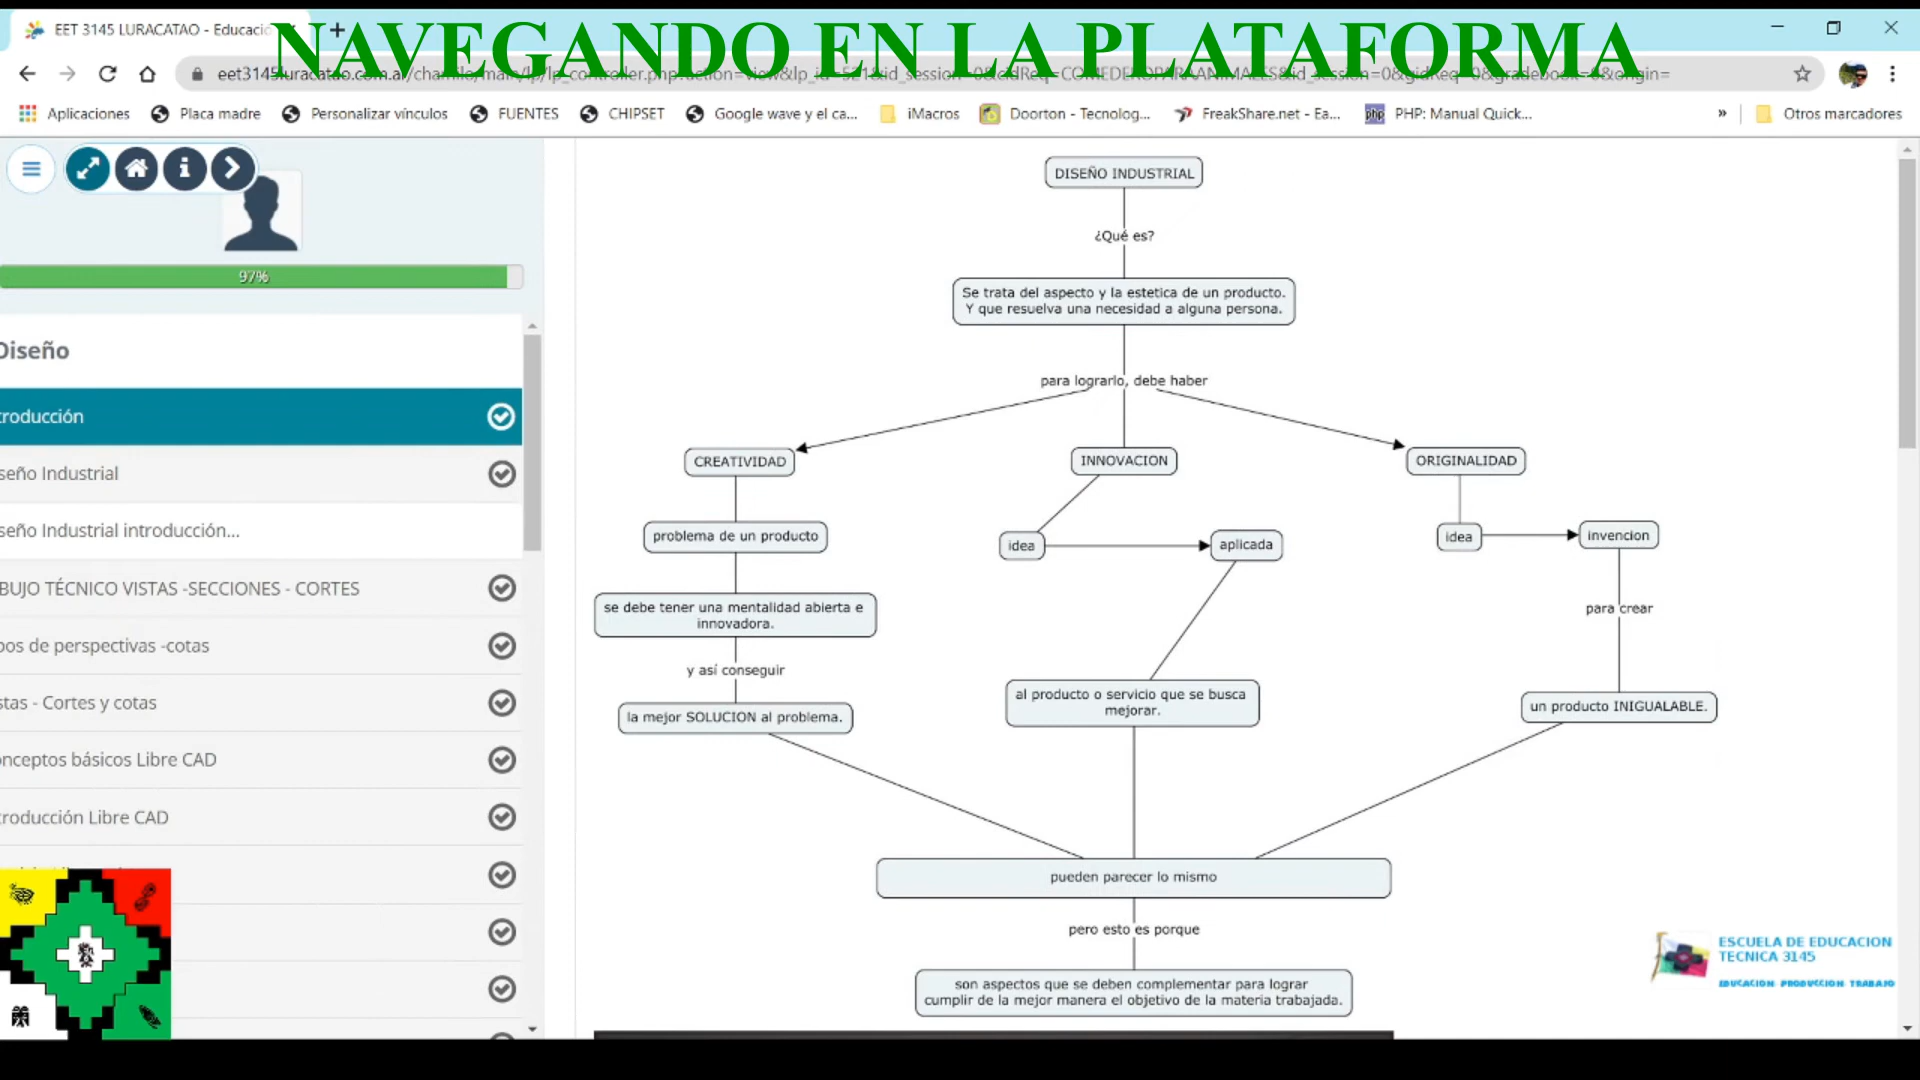 NAVEGANDO EN LA PLATAFORMA
EET 3145 LURACATAO - Educació
Aplicaciones
Placa madre
Personalizar vínculos
FUENTES
CHIPSET
Google wave y el ca...
iMacros
Doorton - Tecnolog...
FreakShare.net - Ea...
php
PHP: Manual Quick...
»
Otros marcadores
97%
Diseño
troducción
seño Industrial
seño Industrial introducción...
BUJO TÉCNICO VISTAS -SECCIONES - CORTES
pos de perspectivas -cotas
stas - Cortes y cotas
onceptos básicos Libre CAD
troducción Libre CAD
DISEÑO INDUSTRIAL
¿Qué es?
Se trata del aspecto y la estetica de un producto.
Y que resuelva una necesidad a alguna persona.
para lograrlo, debe haber
CREATIVIDAD
INNOVACION
ORIGINALIDAD
problema de un producto
idea
aplicada
idea
invencion
se debe tener una mentalidad abierta e
innovadora.
para crear
y así conseguir
la mejor SOLUCION al problema.
al producto o servicio que se busca
mejorar.
un producto INIGUALABLE.
pueden parecer lo mismo
pero esto es porque
son aspectos que se deben complementar para lograr
cumplir de la mejor manera el objetivo de la materia trabajada.
ESCUELA DE EDUCACION
TECNICA 3145
EDUCACION PRODUCCION TRABAJO